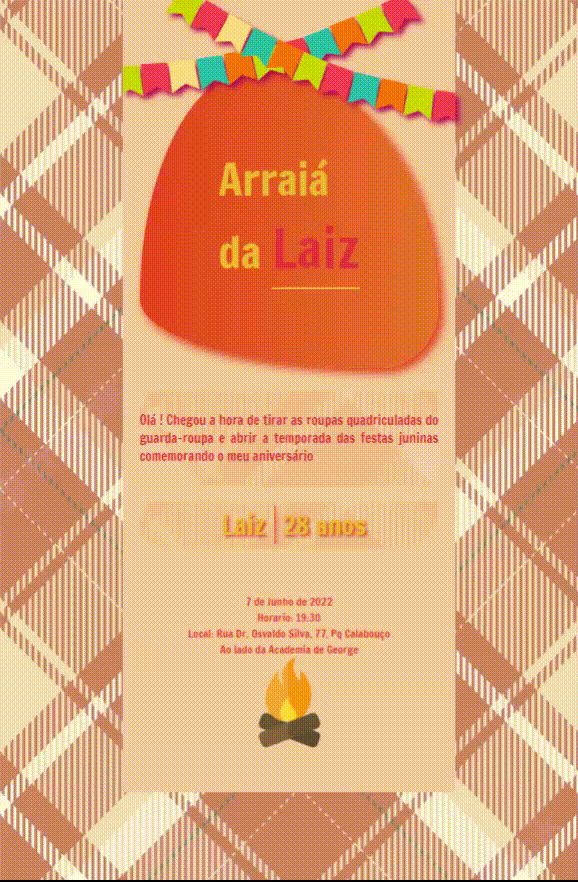 Arraiá
da Laiz
Olá ! Chegou a hora de tirar as roupas quadriculadas do
guarda-roupa e abrir a temporada das festas juninas
comemorando o meu aniversário
Laiz | 28 anos
7 de Junho de 2022
Horario: 19:30
Local: Rua Dr. Osvaldo Silva, 77, Pq Calabouço
Ao lado da Academia de George